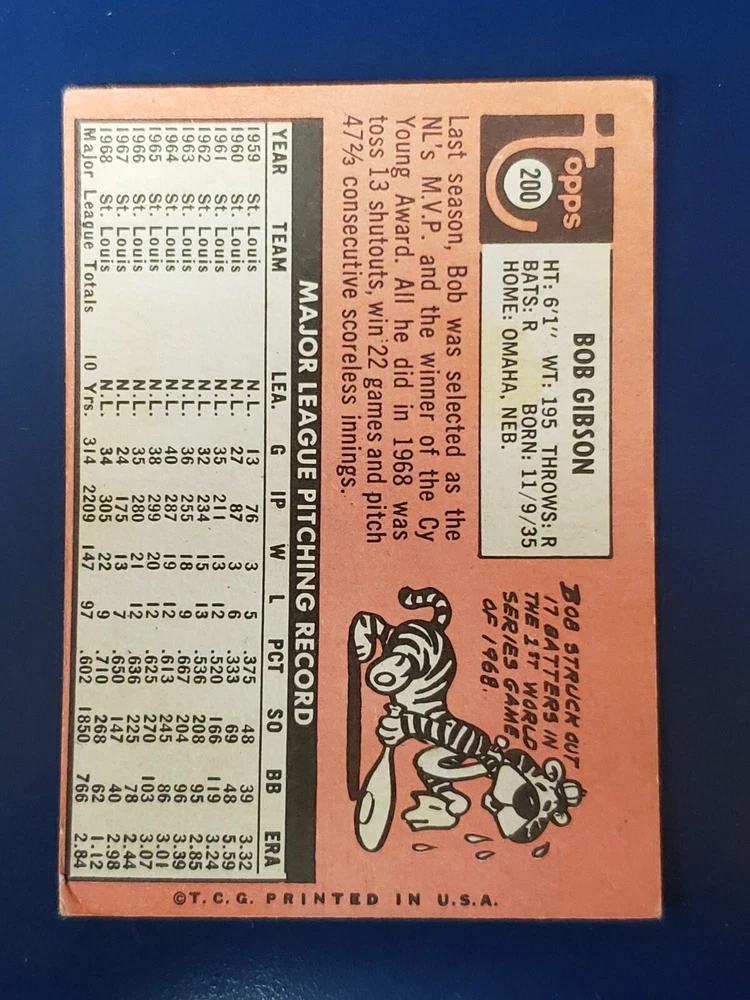 Topps
200
BOB GIBSON
HT: 6'1" WT: 195 THROWS: R
BATS: R BORN: 11/9/35
HOME: OMAHA, NEB.
Last season, Bob was selected as the
NL's M.V.P. and the winner of the Cy
Young Award. All he did in 1968 was
toss 13 shutouts, win 22 games and pitch
47⅔ consecutive scoreless innings.
BOB STRUCK OUT
17 BATTERS IN
THE 1ST WORLD
SERIES GAME
OF 1968.
MAJOR LEAGUE PITCHING RECORD
YEAR TEAM LEA. G IP W L PCT SO BB ERA
1959 St. Louis N.L. 13 76 3 5 .375 48 39 3.32
1960 St. Louis N.L. 27 87 3 6 .333 69 48 5.59
1961 St. Louis N.L. 35 211 13 12 .520 166 119 3.24
1962 St. Louis N.L. 32 234 15 13 .536 208 95 2.85
1963 St. Louis N.L. 36 255 18 9 .667 204 96 3.39
1964 St. Louis N.L. 40 287 19 12 .613 245 86 3.01
1965 St. Louis N.L. 38 299 20 12 .625 270 103 3.07
1966 St. Louis N.L. 35 280 21 12 .636 225 78 2.44
1967 St. Louis N.L. 24 175 13 7 .650 147 40 2.98
1968 St. Louis N.L. 34 305 22 9 .710 268 62 1.12
Major League Totals 10 Yrs. 314 2209 147 97 .602 1850 766 2.84
©T.C.G. PRINTED IN U.S.A.